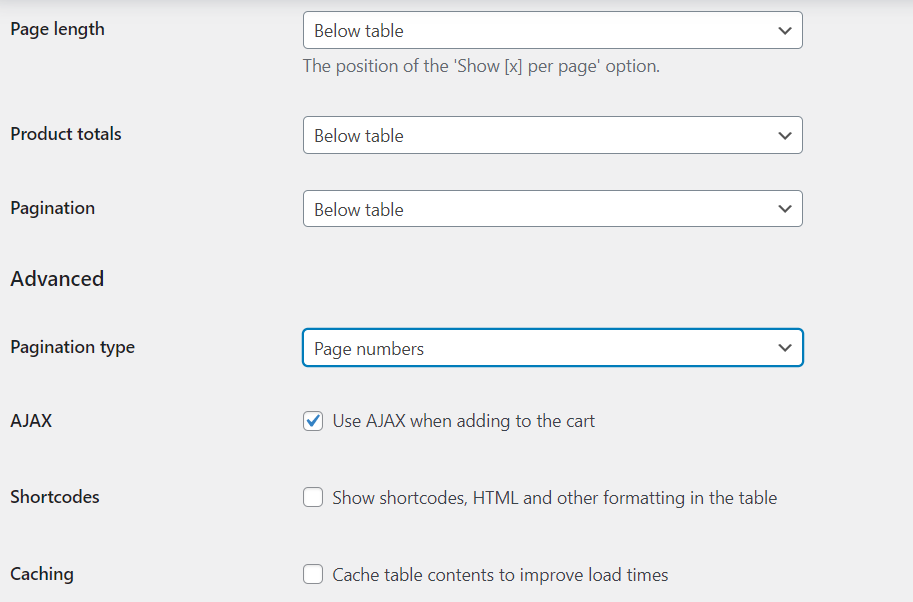 Page length
Below table
The position of the 'Show [x] per page' option.
Product totals
Below table
Pagination
Below table
Advanced
Pagination type
Page numbers
AJAX
Use AJAX when adding to the cart
Shortcodes
Show shortcodes, HTML and other formatting in the table
Caching
Cache table contents to improve load times